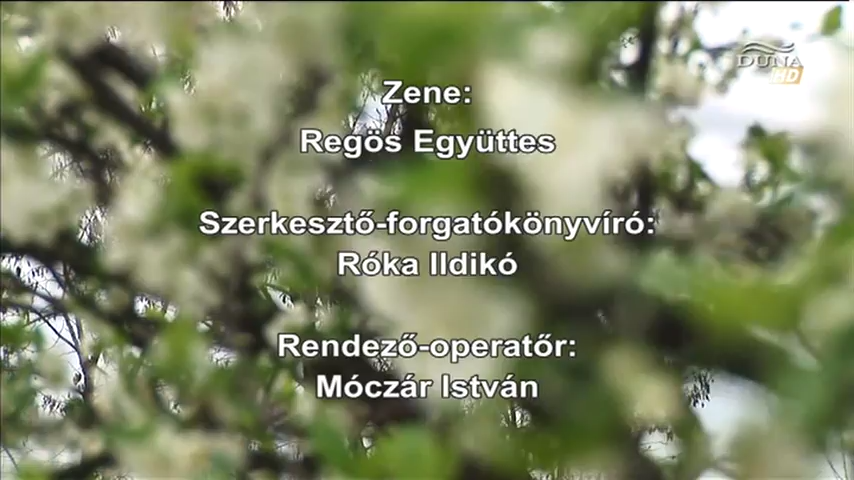 DUNA
HD
Zene:
Regös Együttes
Szerkesztő-forgatókönyvíró:
Róka Ildikó
Rendező-operatőr:
Móczár István